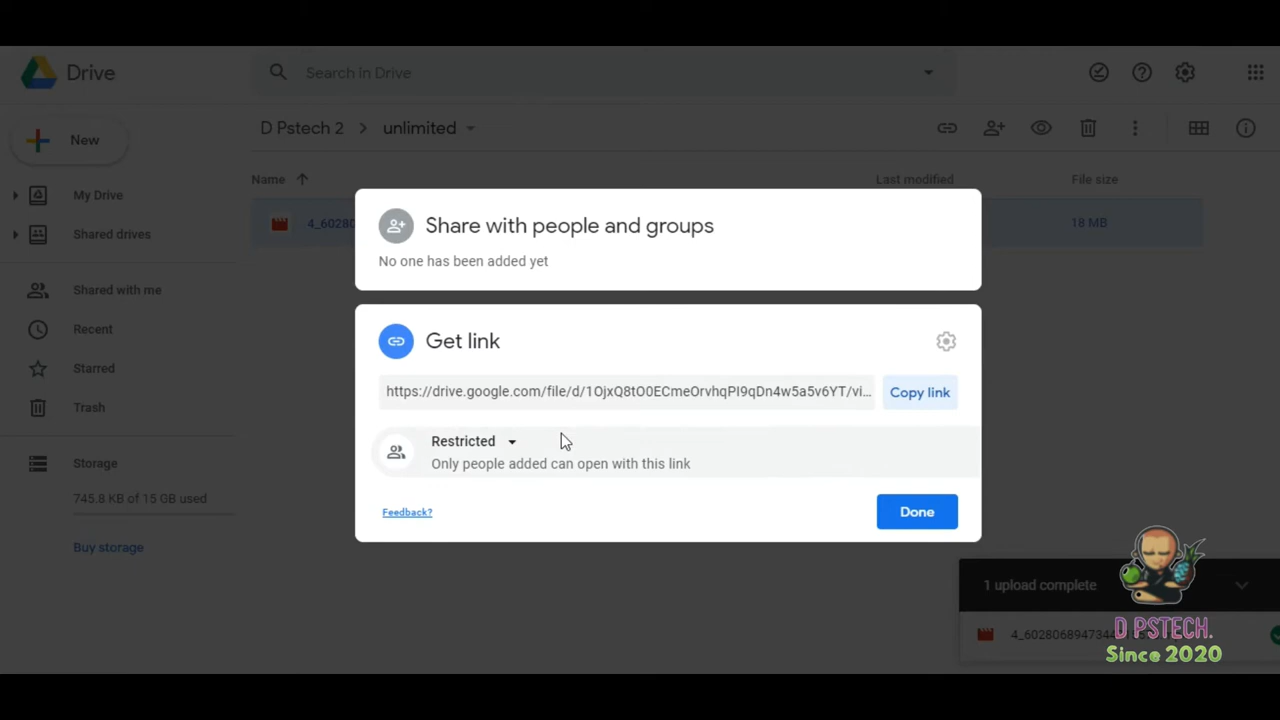 Drive
Search in Drive
New
D Pstech 2
unlimited
Name
Last modified
File size
My Drive
Shared drives
Shared with me
Recent
Starred
Trash
Storage
745.8 KB of 15 GB used
Buy storage
4_60280
18 MB
Share with people and groups
No one has been added yet
Get link
https://drive.google.com/file/d/1OjxQ8tO0ECmeOrvhqPI9qDn4w5a5v6YT/vi...
Copy link
Restricted
Only people added can open with this link
Feedback?
Done
1 upload complete
D PSTECH.
Since 2020